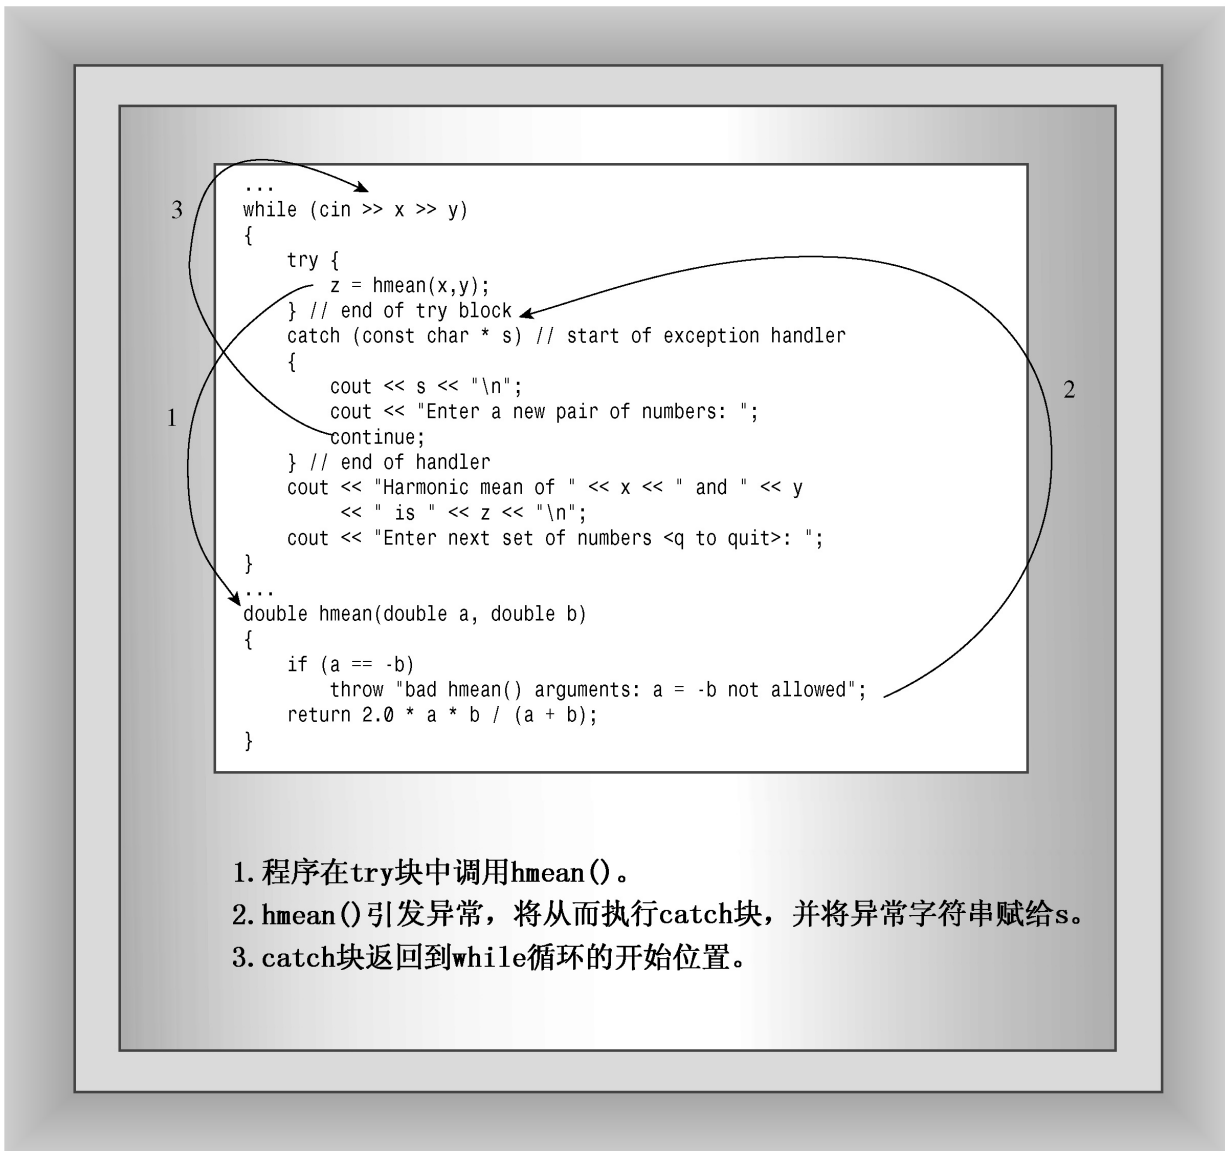 ...
while (cin >> x >> y)
{
    try {
        z = hmean(x,y);
    } // end of try block
    catch (const char * s) // start of exception handler
    {
        cout << s << "\n";
        cout << "Enter a new pair of numbers: ";
        continue;
    } // end of handler
    cout << "Harmonic mean of " << x << " and " << y
         << " is " << z << "\n";
    cout << "Enter next set of numbers <q to quit>: ";
}
...
double hmean(double a, double b)
{
    if (a == -b)
        throw "bad hmean() arguments: a = -b not allowed";
    return 2.0 * a * b / (a + b);
}
3
1
2
1.程序在try块中调用hmean()。
2.hmean()引发异常，将从而执行catch块，并将异常字符串赋给s。
3.catch块返回到while循环的开始位置。